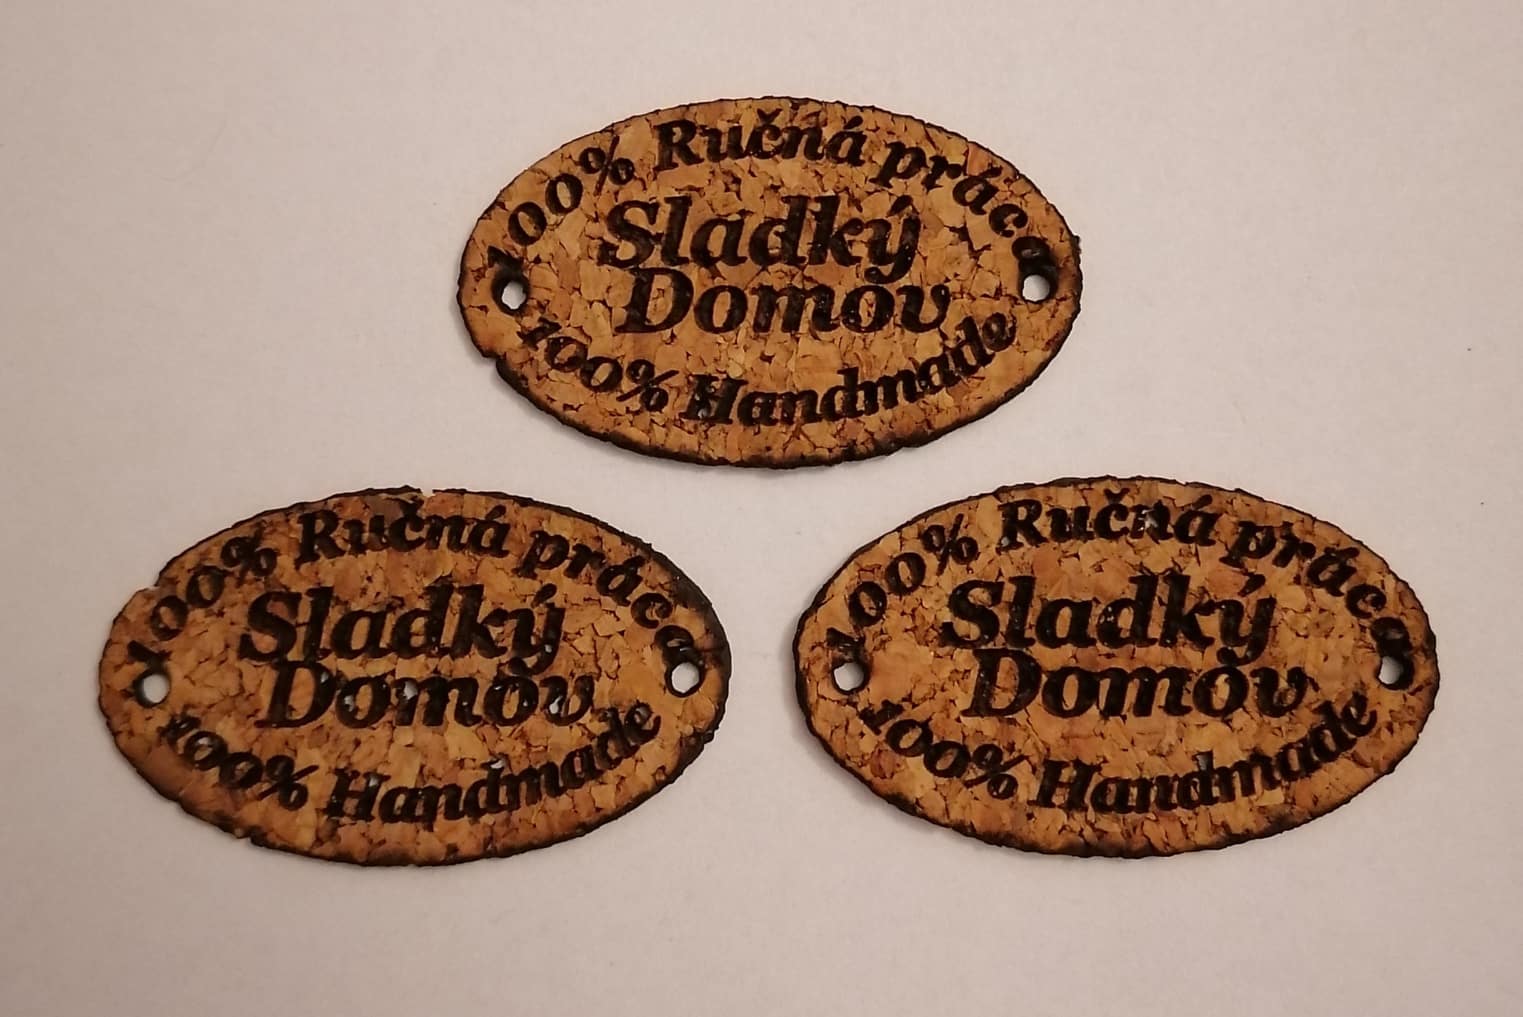 100% Ručná práca
Sladký
Domov
100% Handmade
100% Ručná práca
Sladký
Domov
100% Handmade
100% Ručná práca
Sladký
Domov
100% Handmade